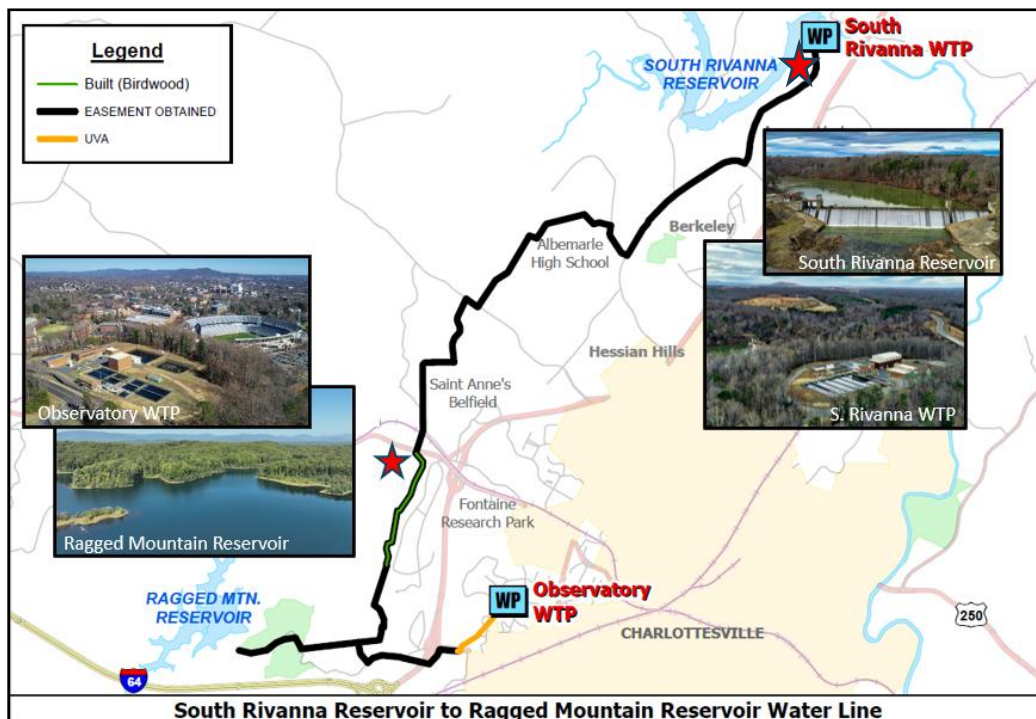 Legend
Built (Birdwood)
EASEMENT OBTAINED
UVA
WP
South
Rivanna WTP
SOUTH RIVANNA
RESERVOIR
South Rivanna Reservoir
Berkeley
Albemarle
High School
S. Rivanna WTP
Observatory WTP
Hessian Hills
Saint Anne's
Belfield
Ragged Mountain Reservoir
Fontaine
Research Park
RAGGED MTN.
RESERVOIR
WP
Observatory
WTP
CHARLOTTESVILLE
250
64
South Rivanna Reservoir to Ragged Mountain Reservoir Water Line